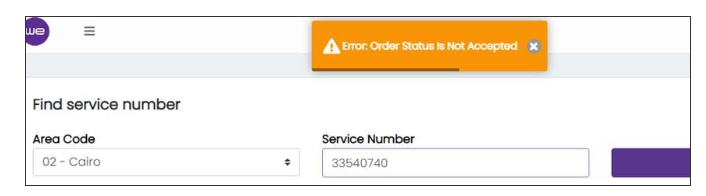 we
Error: Order Status Is Not Accepted
Find service number
Area Code
Service Number
02 - Cairo
33540740